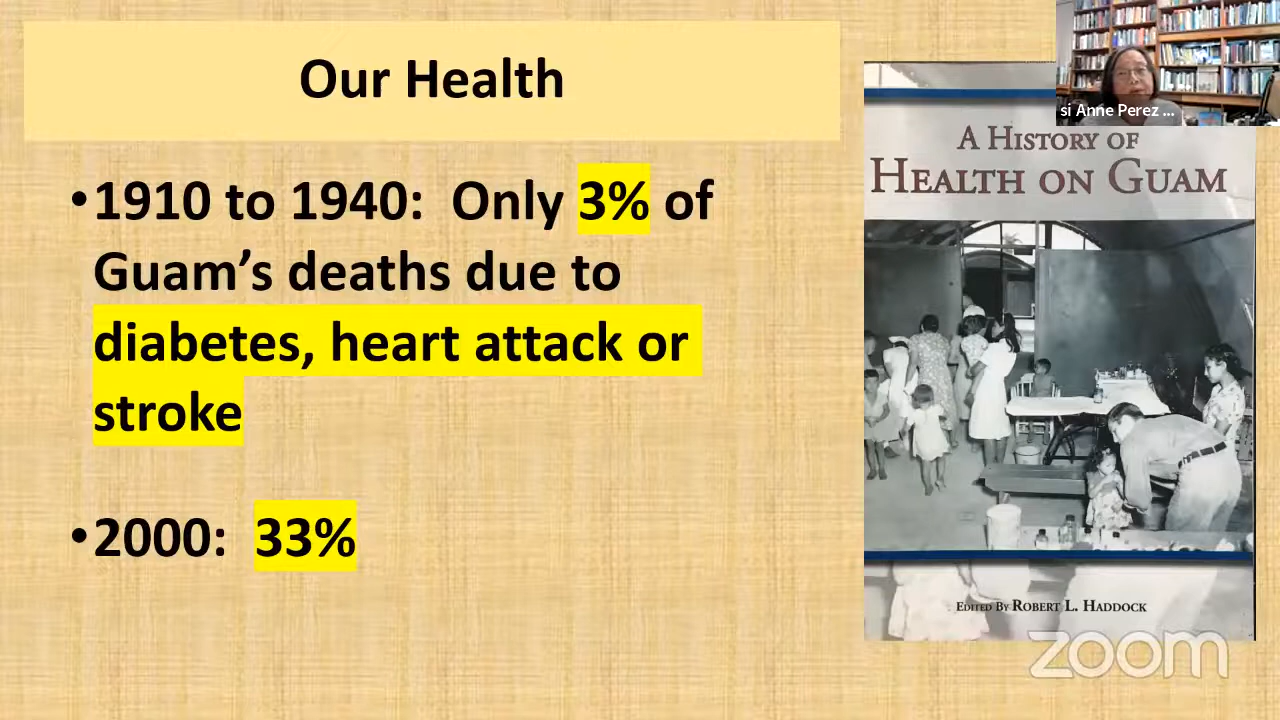 Our Health
•1910 to 1940: Only 3% of
Guam’s deaths due to
diabetes, heart attack or
stroke
•2000: 33%
si Anne Perez ...
A HISTORY OF
HEALTH ON GUAM
EDITED BY ROBERT L. HADDOCK
zoom